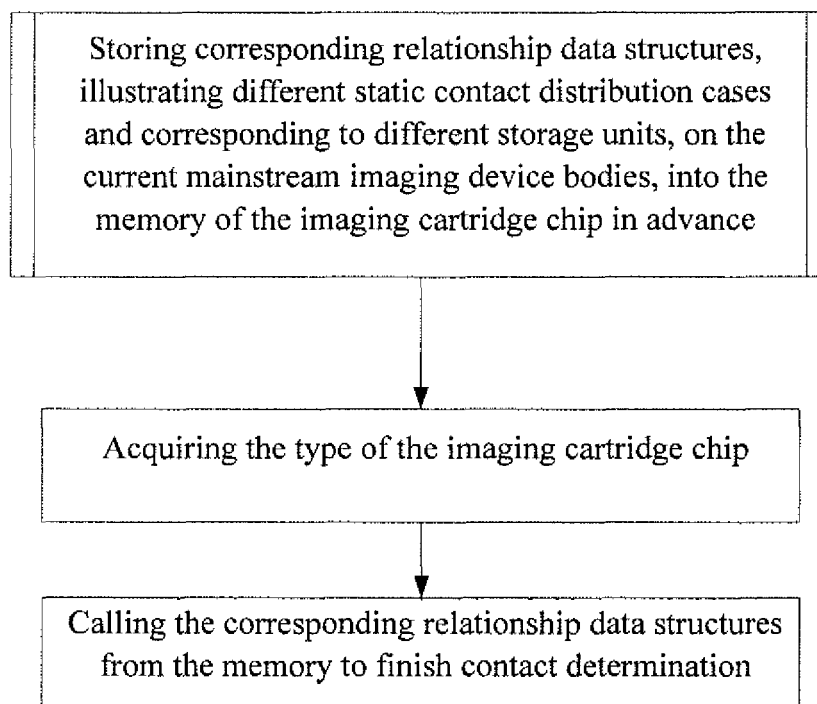 Storing corresponding relationship data structures,
illustrating different static contact distribution cases
and corresponding to different storage units, on the
current mainstream imaging device bodies, into the
memory of the imaging cartridge chip in advance
Acquiring the type of the imaging cartridge chip
Calling the corresponding relationship data structures
from the memory to finish contact determination